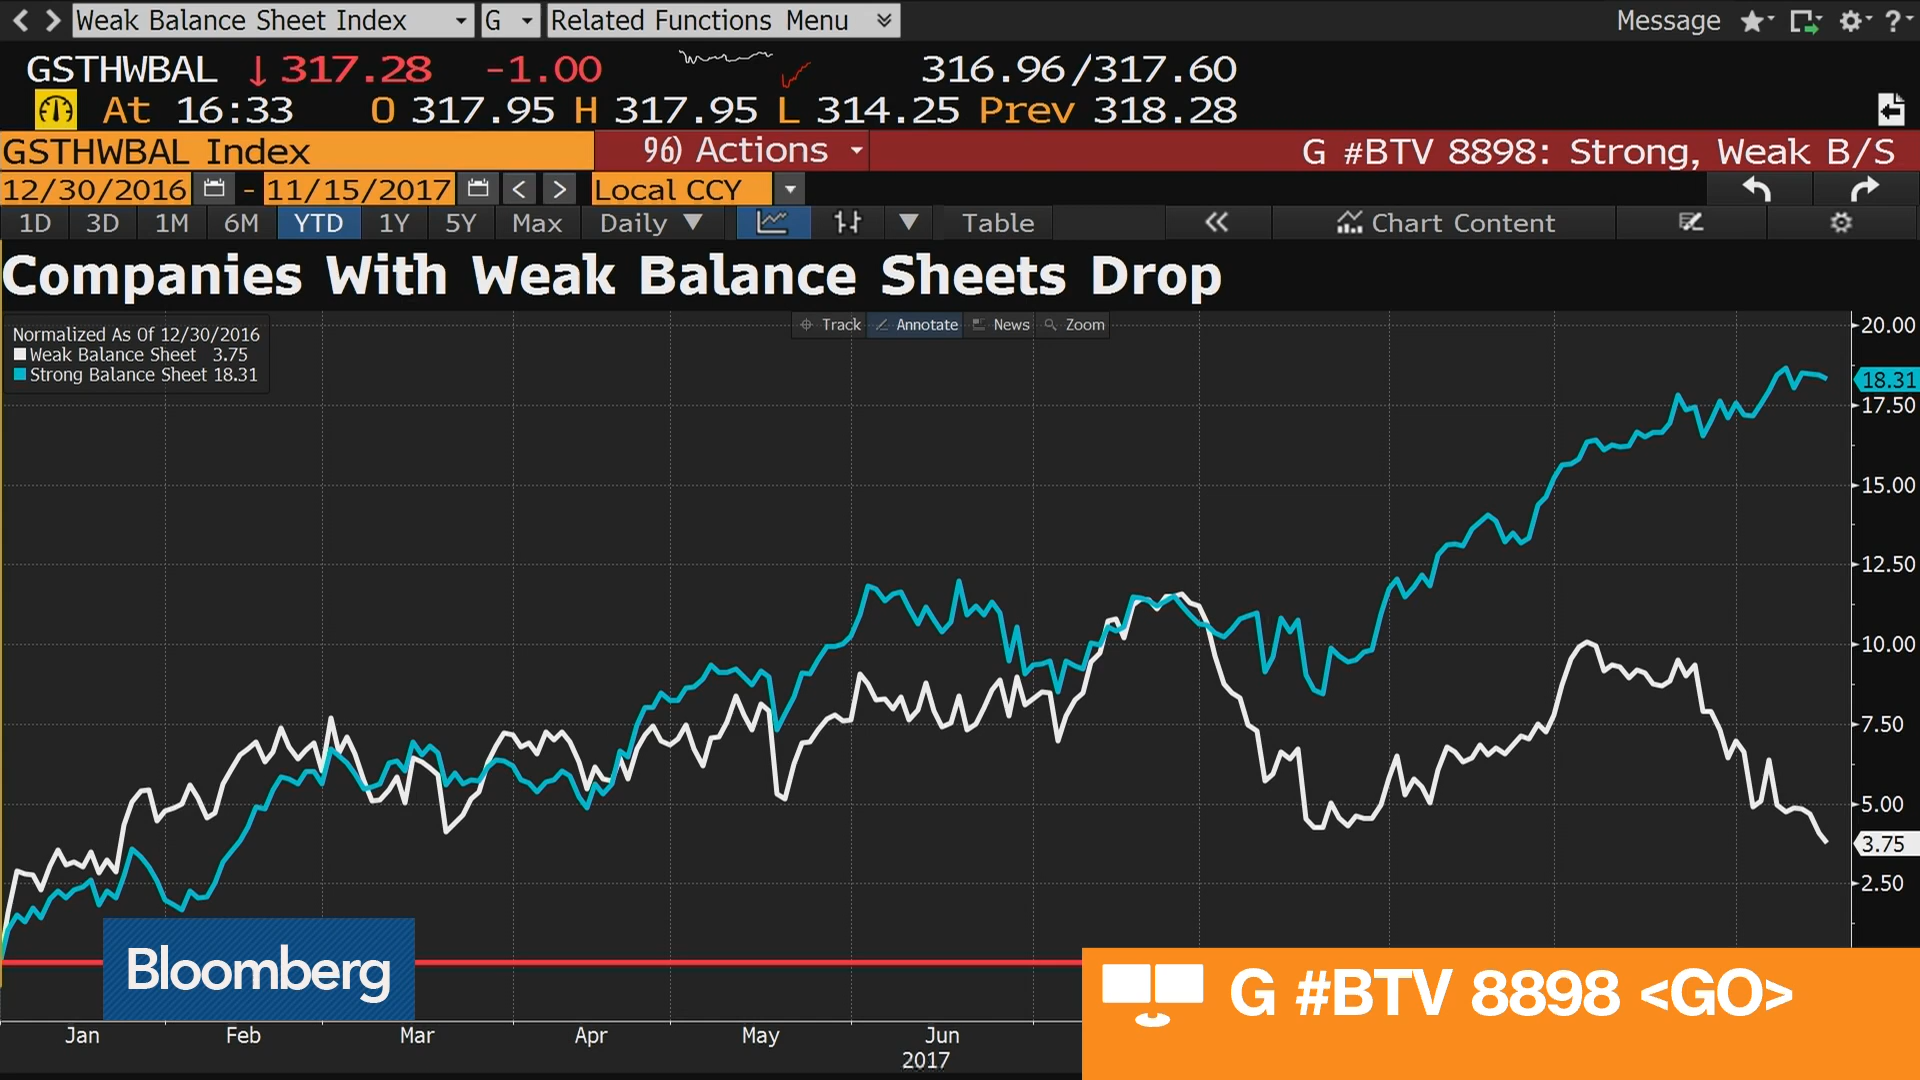 Weak Balance Sheet Index G Related Functions Menu Message ?
GSTHWBAL ↓ 317.28 -1.00 316.96/317.60
At 16:33 O 317.95 H 317.95 L 314.25 Prev 318.28
GSTHWBAL Index 96) Actions G #BTV 8898: Strong, Weak B/S
12/30/2016 - 11/15/2017 < > Local CCY
1D 3D 1M 6M YTD 1Y 5Y Max Daily ▼ ▼ Table « Chart Content
Companies With Weak Balance Sheets Drop
Track Annotate News Zoom
Normalized As Of 12/30/2016
Weak Balance Sheet 3.75
Strong Balance Sheet 18.31
20.00
18.31
17.50
15.00
12.50
10.00
7.50
5.00
3.75
2.50
Bloomberg
G #BTV 8898 <GO>
Jan Feb Mar Apr May Jun
2017